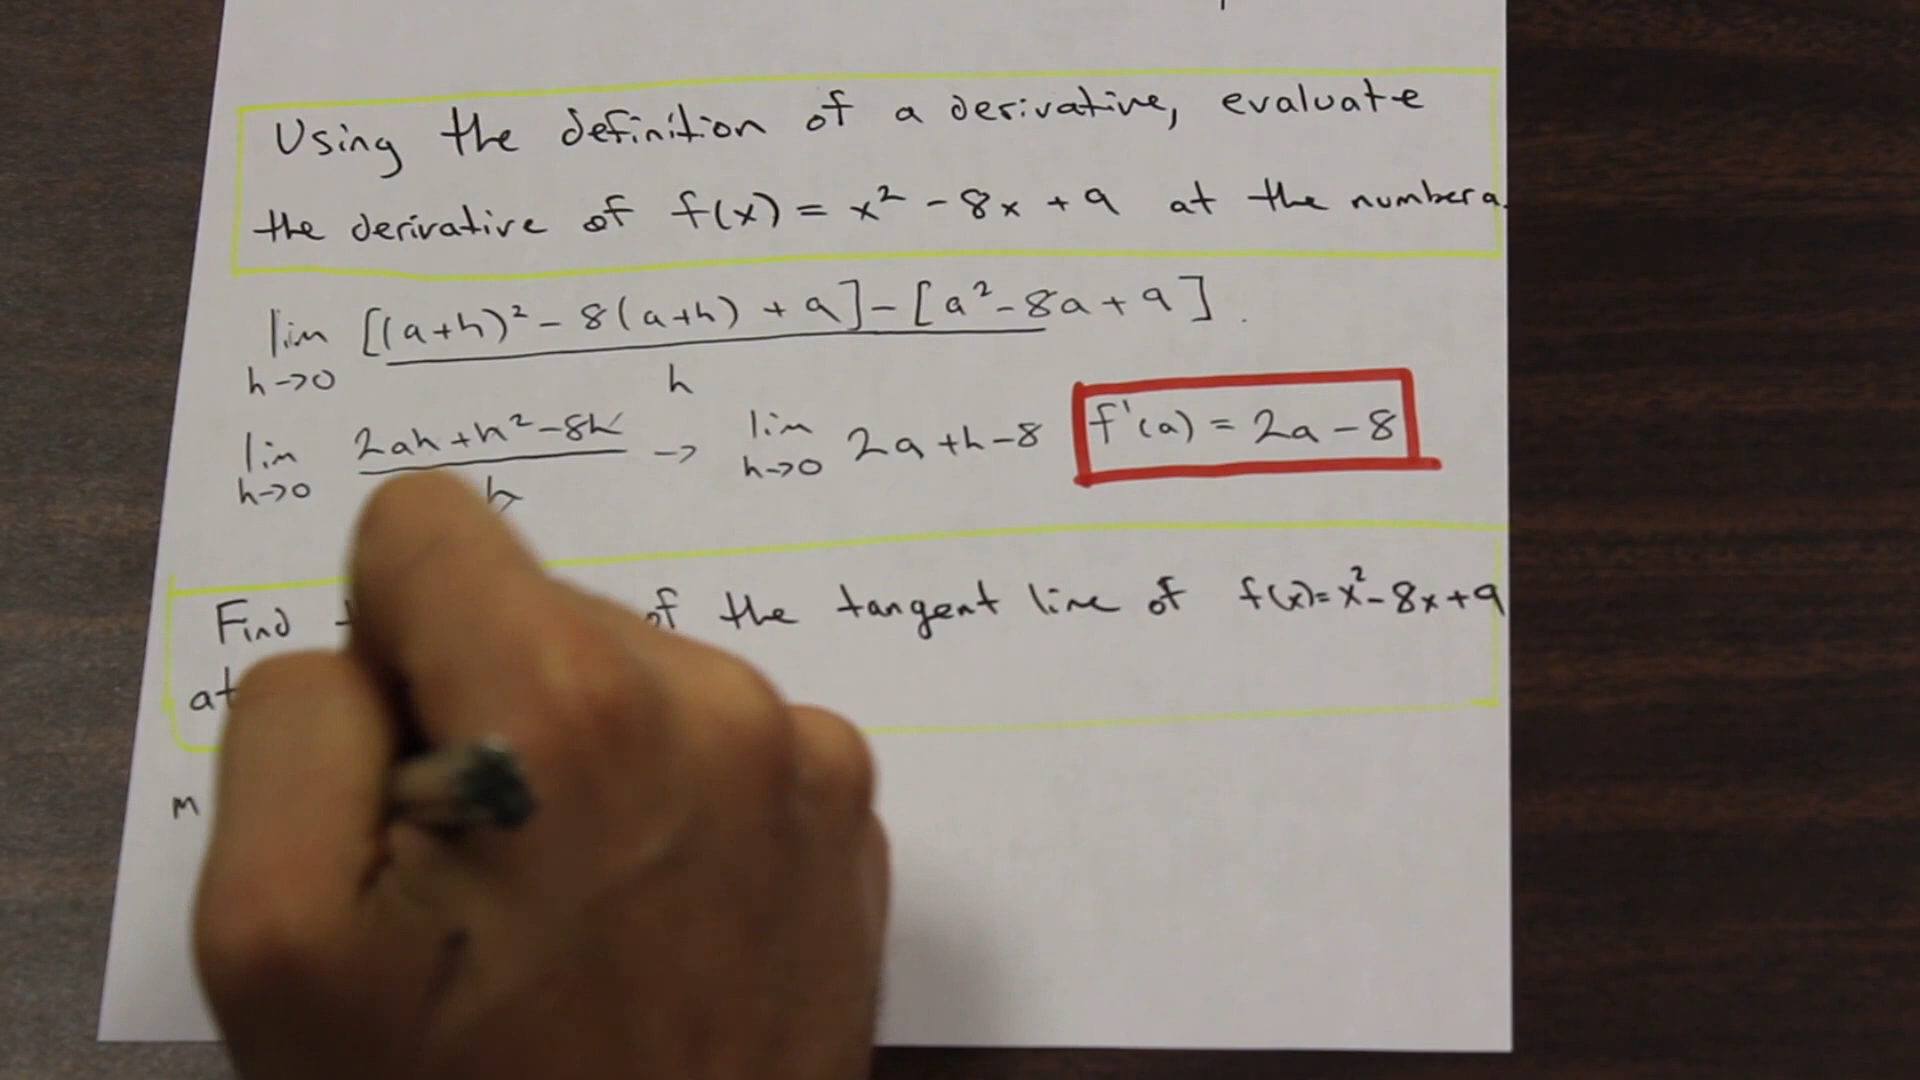 Using the definition of a derivative, evaluate
the derivative of f(x) = x² - 8x + 9 at the number a.
lim h→0 [(a+h)² - 8(a+h) + 9] - [a² - 8a + 9] / h
lim h→0 2ah + h² - 8h / h → lim h→0 2a + h - 8 f'(a) = 2a - 8
Find of the tangent line of f(x) = x² - 8x + 9
at
m